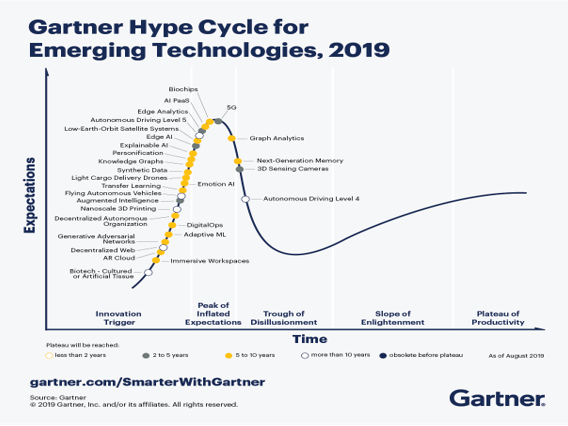 Gartner Hype Cycle for
Emerging Technologies, 2019
Expectations
Biochips
AI PaaS
Edge Analytics
Autonomous Driving Level 5
Low-Earth-Orbit Satellite Systems
Edge AI
Explainable AI
Personification
Knowledge Graphs
Synthetic Data
Light Cargo Delivery Drones
Transfer Learning
Flying Autonomous Vehicles
Augmented Intelligence
Nanoscale 3D Printing
Decentralized Autonomous
Organization
Generative Adversarial
Networks
Decentralized Web
AR Cloud
Biotech - Cultured
or Artificial Tissue
5G
Graph Analytics
Next-Generation Memory
3D Sensing Cameras
Emotion AI
Autonomous Driving Level 4
DigitalOps
Adaptive ML
Immersive Workspaces
Innovation
Trigger
Peak of
Inflated
Expectations
Trough of
Disillusionment
Slope of
Enlightenment
Plateau of
Productivity
Time
Plateau will be reached:
less than 2 years
2 to 5 years
5 to 10 years
more than 10 years
obsolete before plateau
As of August 2019
gartner.com/SmarterWithGartner
Source: Gartner
© 2019 Gartner, Inc. and/or its affiliates. All rights reserved.
Gartner.